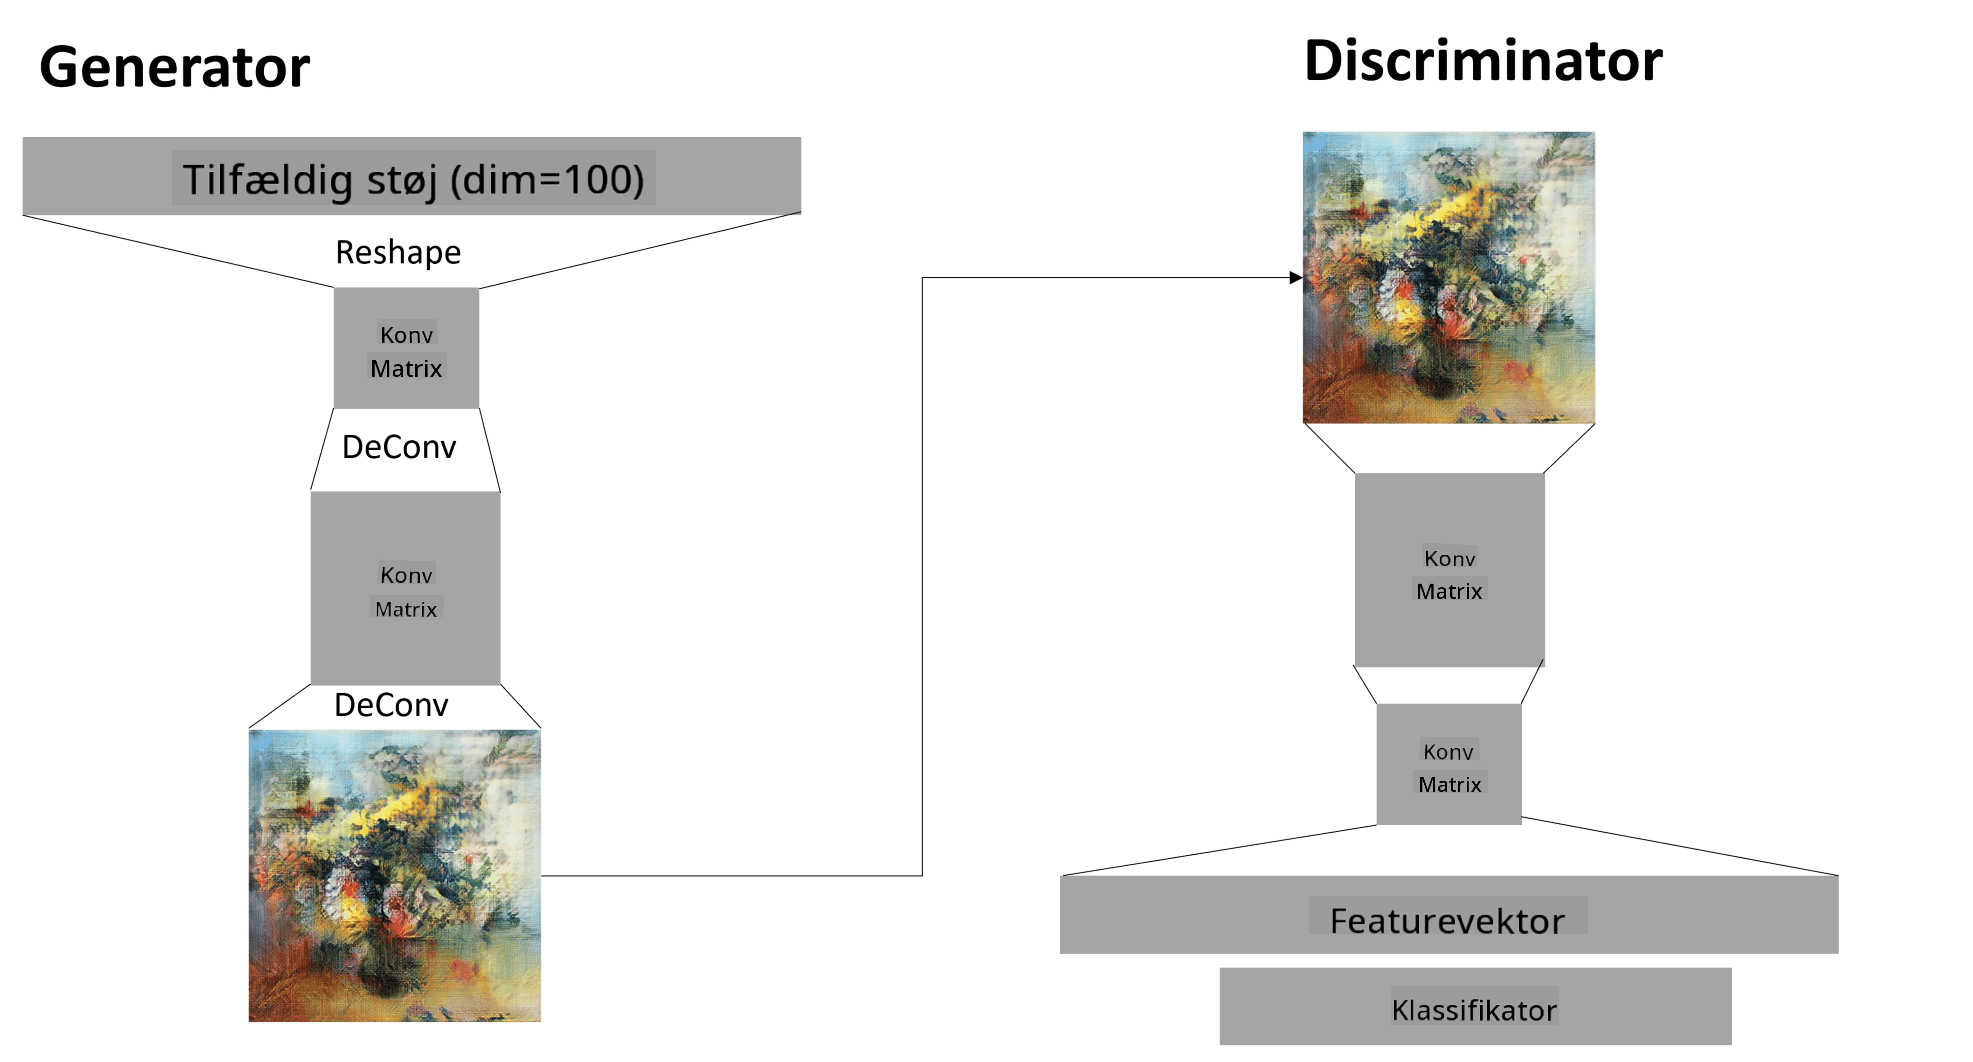 Generator
Tilfældig støj (dim=100)
Reshape
Konv
Matrix
DeConv
Konv
Matrix
DeConv
Discriminator
Konv
Matrix
Konv
Matrix
Featurevektor
Klassifikator